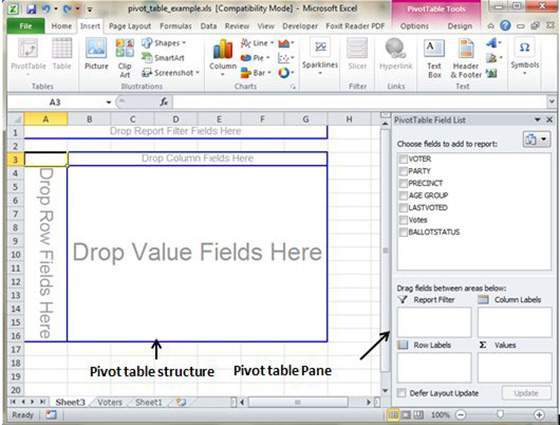 pivot_table_example.xls [Compatibility Mode] - Microsoft Excel
PivotTable Tools
File Home Insert Page Layout Formulas Data Review View Developer Foxit Reader PDF Options Design
PivotTable Table Picture Clip Art Shapes SmartArt Screenshot Column Line Pie Bar Sparklines Slicer Hyperlink Text Box Header & Footer Symbols
Tables Illustrations Charts Filter Links Text
A3 fx
A B C D E F G H
1 Drop Report Filter Fields Here
2
3 Drop Column Fields Here
4
5
6
7
8
9
10
11
12
13
14
15
16
17
18
19
20
Drop Row Fields Here
Drop Value Fields Here
Pivot table structure
Pivot table Pane
PivotTable Field List
Choose fields to add to report:
VOTER
PARTY
PRECINCT
AGE GROUP
LASTVOTED
Votes
BALLOTSTATUS
Drag fields between areas below:
Report Filter Column Labels
Row Labels Σ Values
Defer Layout Update Update
Sheet3 Voters Sheet1
Ready 100%